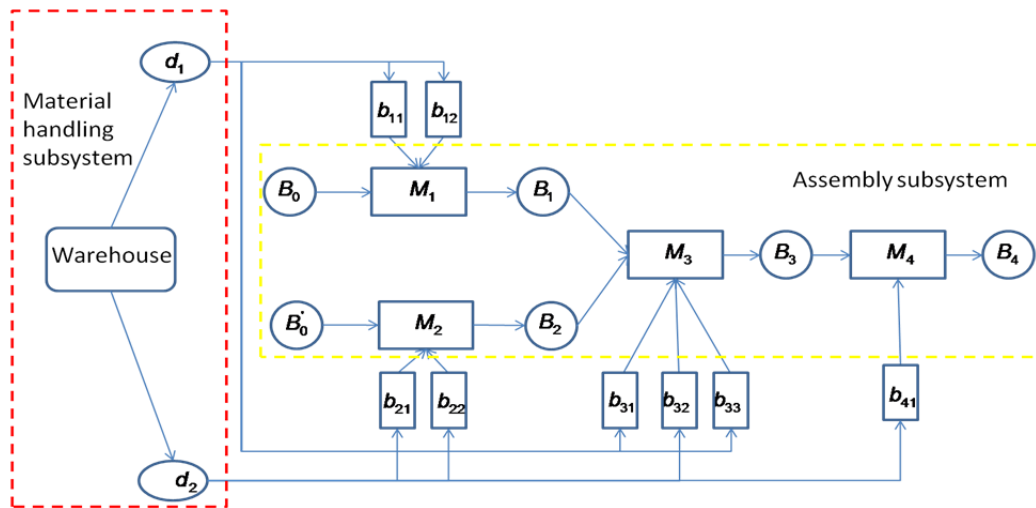 d₁
Material
handling
subsystem
b₁₁
b₁₂
Assembly subsystem
B₀
M₁
B₁
Warehouse
M₃
B₃
M₄
B₄
B₀˙
M₂
B₂
b₂₁
b₂₂
b₃₁
b₃₂
b₃₃
b₄₁
d₂